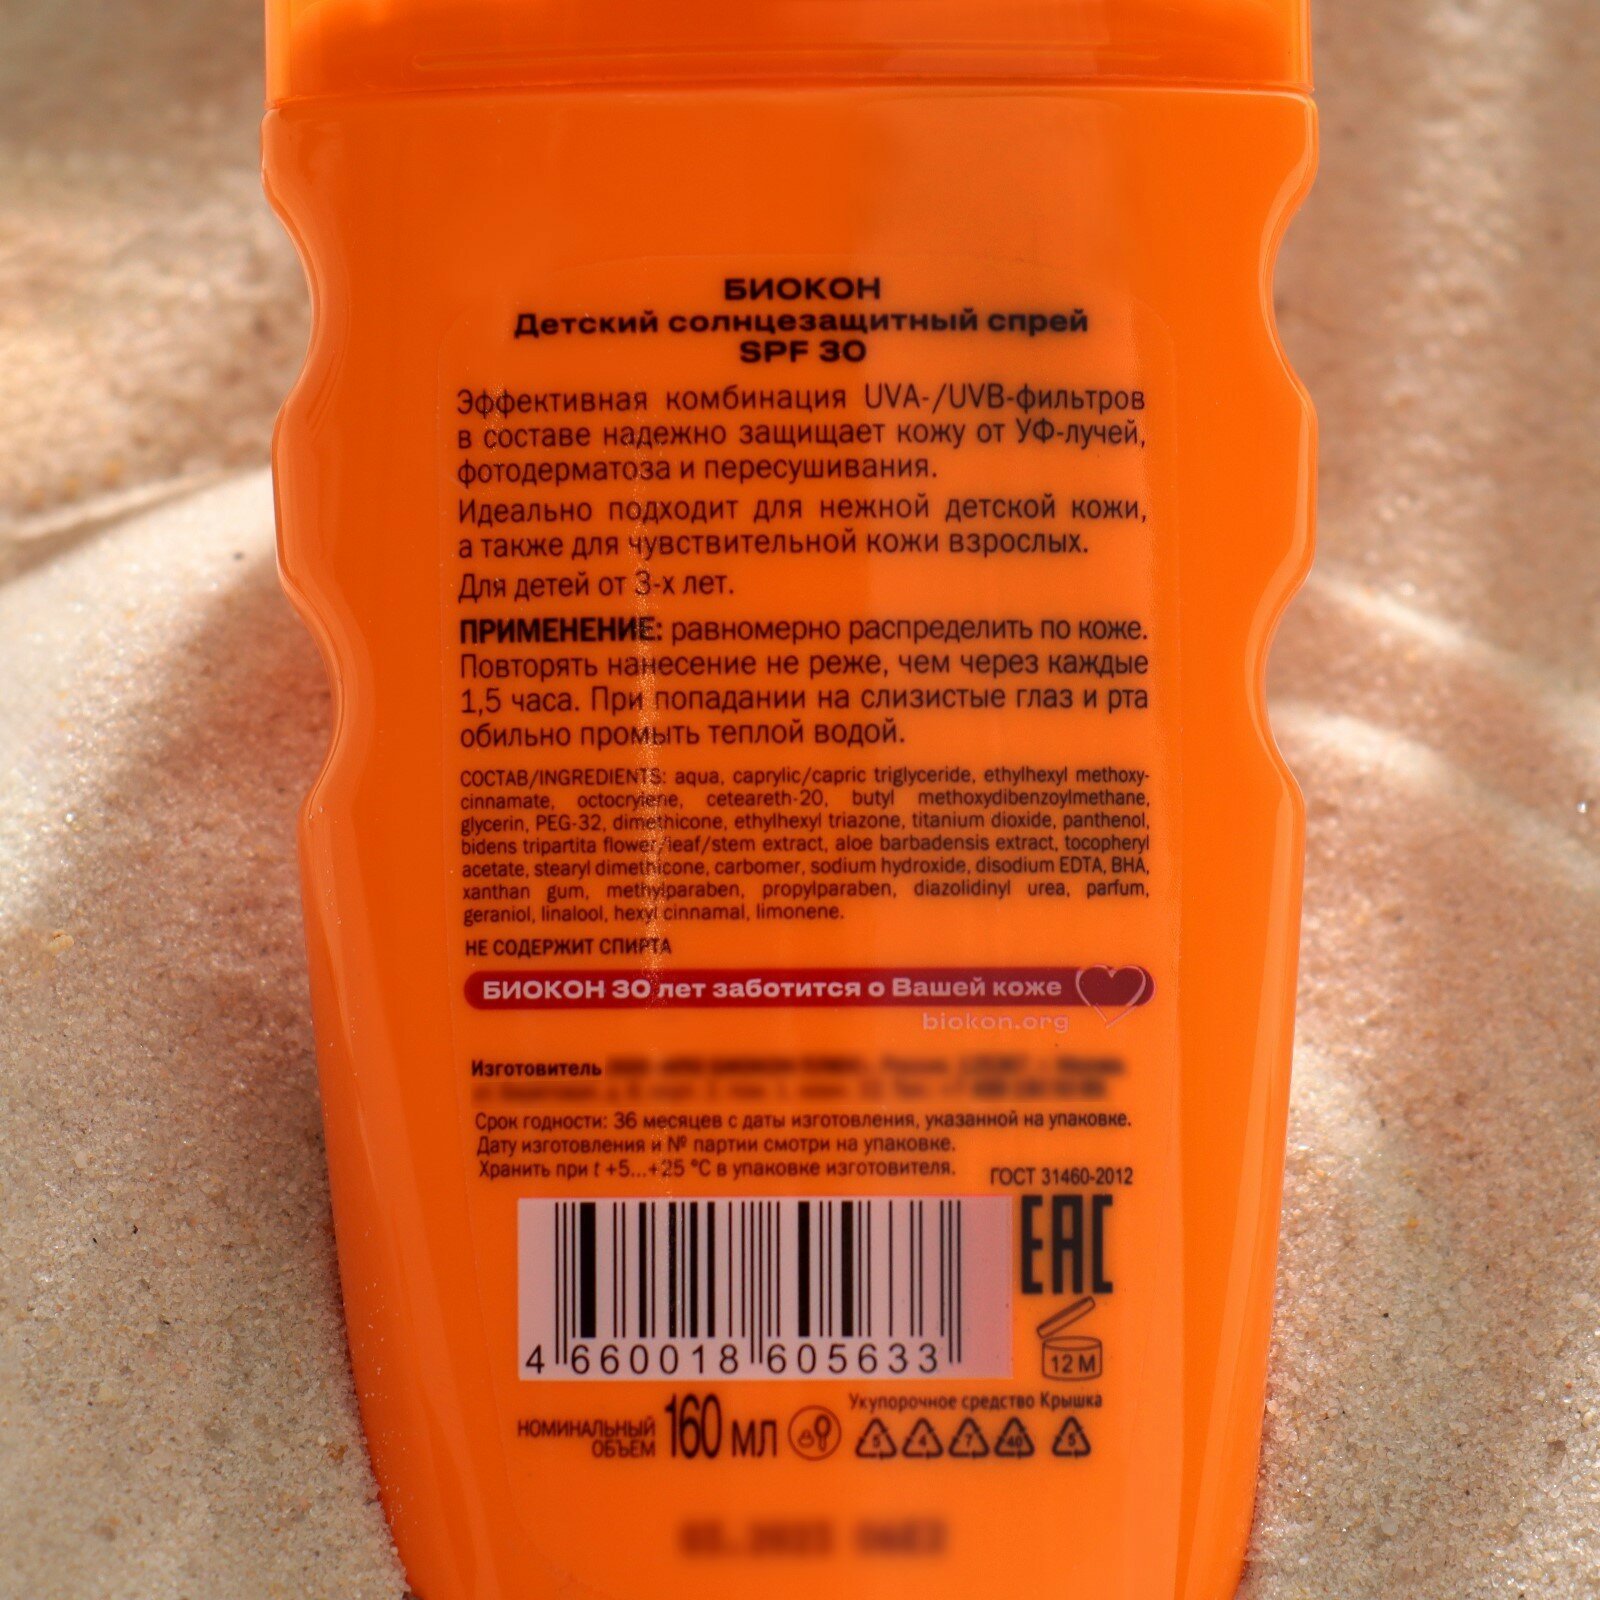 БИОКОН
Детский солнцезащитный спрей
SPF 30
Эффективная комбинация UVA-/UVB-фильтров
в составе надежно защищает кожу от УФ-лучей,
фотодерматоза и пересушивания.
Идеально подходит для нежной детской кожи,
а также для чувствительной кожи взрослых.
Для детей от 3-х лет.
ПРИМЕНЕНИЕ: равномерно распределить по коже.
Повторять нанесение не реже, чем через каждые
1,5 часа. При попадании на слизистые глаз и рта
обильно промыть теплой водой.
СОСТАВ/INGREDIENTS: aqua, caprylic/capric triglyceride, ethylhexyl methoxy-
cinnamate, octocrylene, ceteareth-20, butyl methoxydibenzoylmethane,
glycerin, PEG-32, dimethicone, ethylhexyl triazone, titanium dioxide, panthenol,
bidens tripartita flower/leaf/stem extract, aloe barbadensis extract, tocopheryl
acetate, stearyl dimethicone, carbomer, sodium hydroxide, disodium EDTA, BHA,
xanthan gum, methylparaben, propylparaben, diazolidinyl urea, parfum,
geraniol, linalool, hexyl cinnamal, limonene.
НЕ СОДЕРЖИТ СПИРТА
БИОКОН 30 лет заботится о Вашей коже
biokon.org
Изготовитель
Срок годности: 36 месяцев с даты изготовления, указанной на упаковке.
Дату изготовления и № партии смотри на упаковке.
Хранить при t +5...+25 °C в упаковке изготовителя.
ГОСТ 31460-2012
EAC
12 M
4 660018 605633
Укупорочное средство Крышка
НОМИНАЛЬНЫЙ
ОБЪЕМ 160 мл
5 4 7 40 5